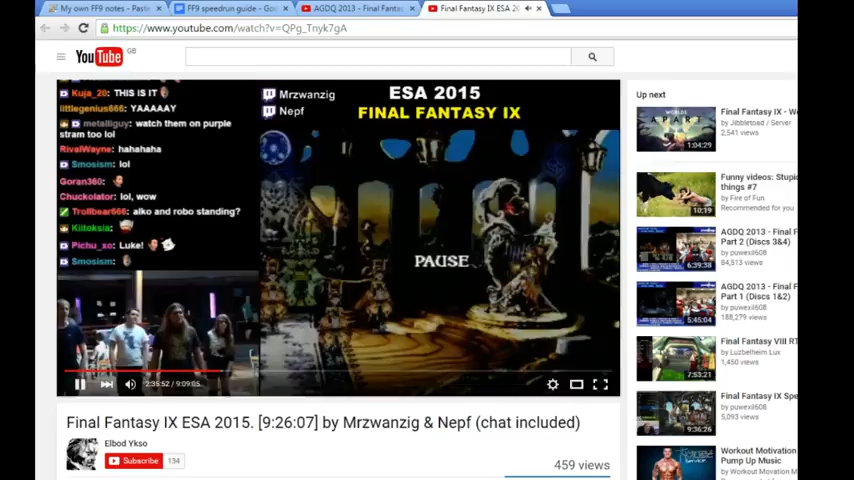 My own FF9 notes - Paste
FF9 speedrun guide - Goo
AGDQ 2013 - Final Fantas
Final Fantasy IX ESA 20
https://www.youtube.com/watch?v=QPg_Tnyk7gA
YouTube GB
Kuja_20: THIS IS IT
littlegenius666: YAAAAAY
metalliguy: watch them on purple
stram too lol
RivalWayne: hahahaha
$mosism: lol
Goran360:
Chuckolator: lol, wow
Trollbear666: alko and robo standing?
Kiitoksia:
Pichu_xo: Luke!
$mosism:
Mrzwanzig
Nepf
ESA 2015
FINAL FANTASY IX
PAUSE
2:35:52 / 9:09:05
Final Fantasy IX ESA 2015. [9:26:07] by Mrzwanzig & Nepf (chat included)
Elbod Ykso
Subscribe 134
459 views
Up next
Final Fantasy IX - W
by Jibbletoad / Server
2,541 views
1:04:29
Funny videos: Stupi
things #7
by Fire of Fun
Recommended for you
10:19
AGDQ 2013 - Final F
Part 2 (Discs 3&4)
by puwexil608
84,513 views
6:39:38
AGDQ 2013 - Final F
Part 1 (Discs 1&2)
by puwexil608
188,279 views
5:45:04
Final Fantasy VIII RT
by Luzbelheim Lux
1,450 views
7:53:21
Final Fantasy IX Spe
by puwexil608
5,093 views
9:36:26
Workout Motivation
Pump Up Music
by Workout Movation M